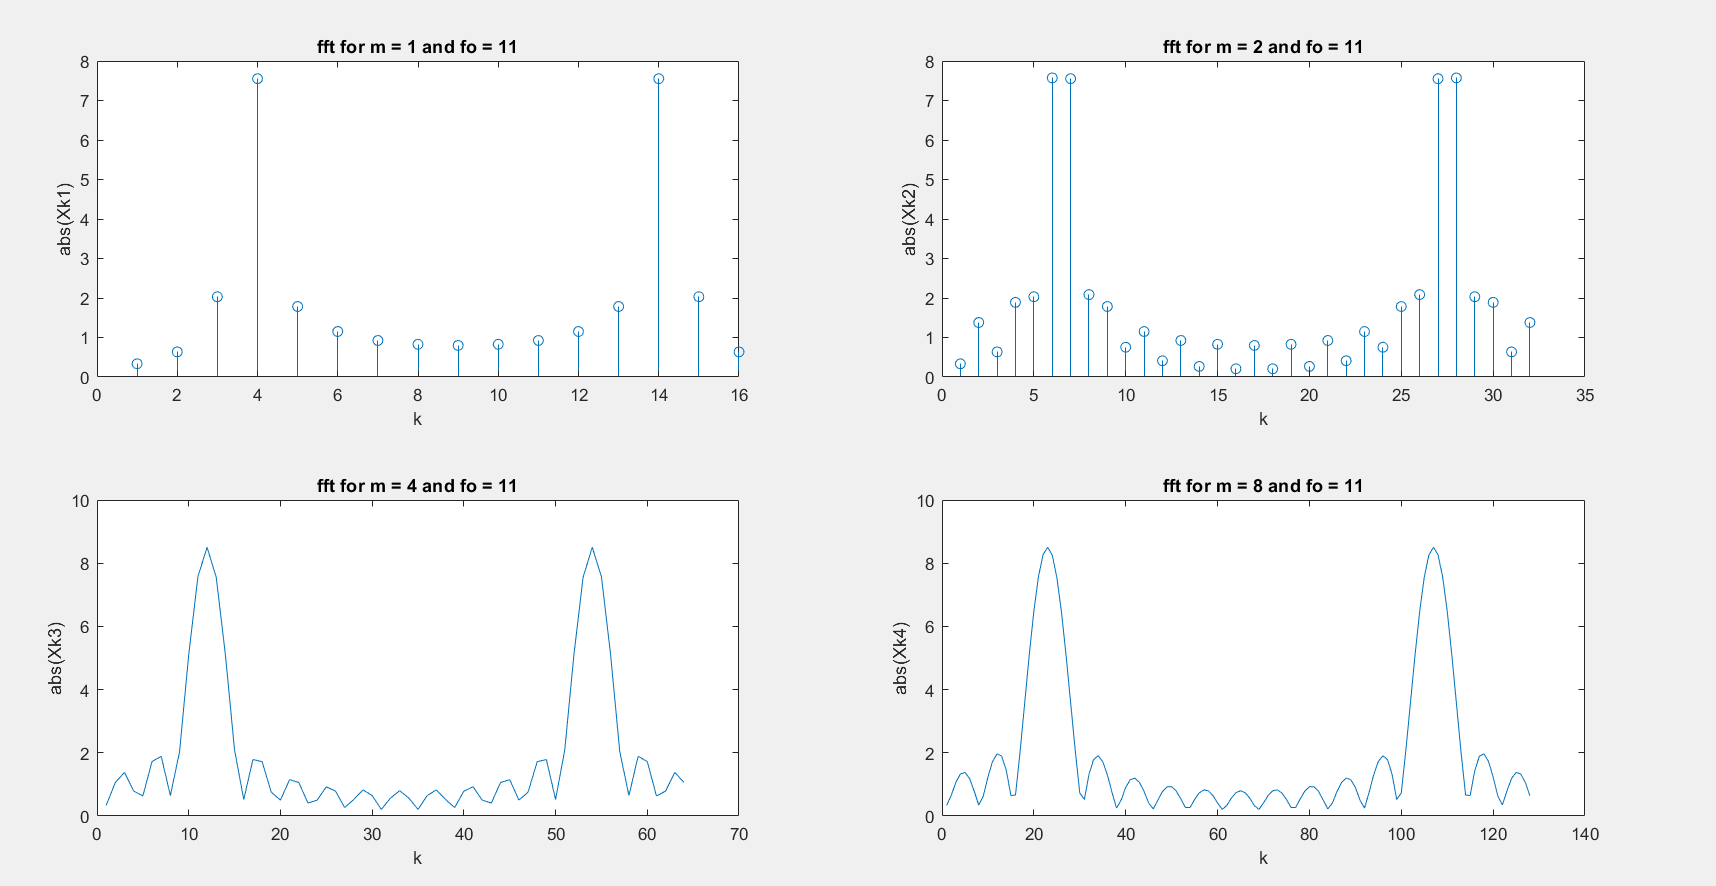 fft for m = 1 and fo = 11
8
7
6
5
4
3
2
1
0
abs(Xk1)
0 2 4 6 8 10 12 14 16
k
fft for m = 2 and fo = 11
8
7
6
5
4
3
2
1
0
abs(Xk2)
0 5 10 15 20 25 30 35
k
fft for m = 4 and fo = 11
10
8
6
4
2
0
abs(Xk3)
0 10 20 30 40 50 60 70
k
fft for m = 8 and fo = 11
10
8
6
4
2
0
abs(Xk4)
0 20 40 60 80 100 120 140
k